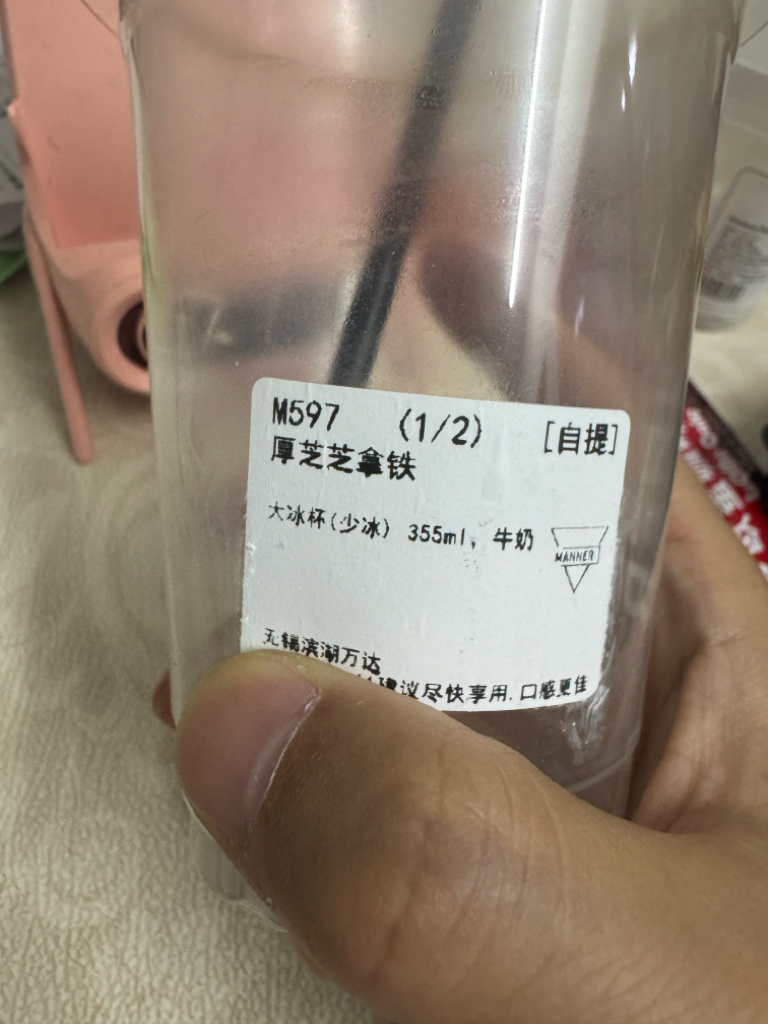 M597 (1/2) [自提]
厚芝芝拿铁
大冰杯(少冰) 355ml, 牛奶
MANNER
无锡滨湖万达
建议尽快享用,口感更佳